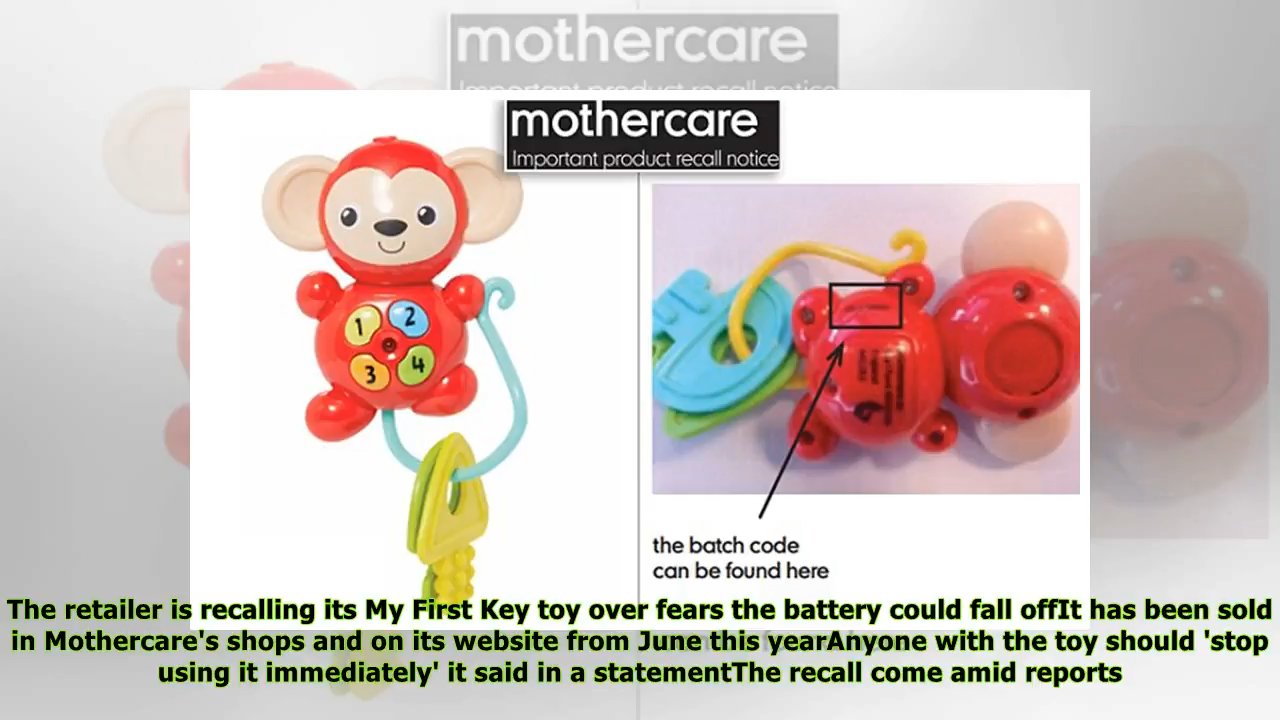 mothercare
Important product recall notice
mothercare
Important product recall notice
1 2
3 4
the batch code
can be found here
The retailer is recalling its My First Key toy over fears the battery could fall offIt has been sold
in Mothercare's shops and on its website from June this yearAnyone with the toy should 'stop
using it immediately' it said in a statementThe recall come amid reports